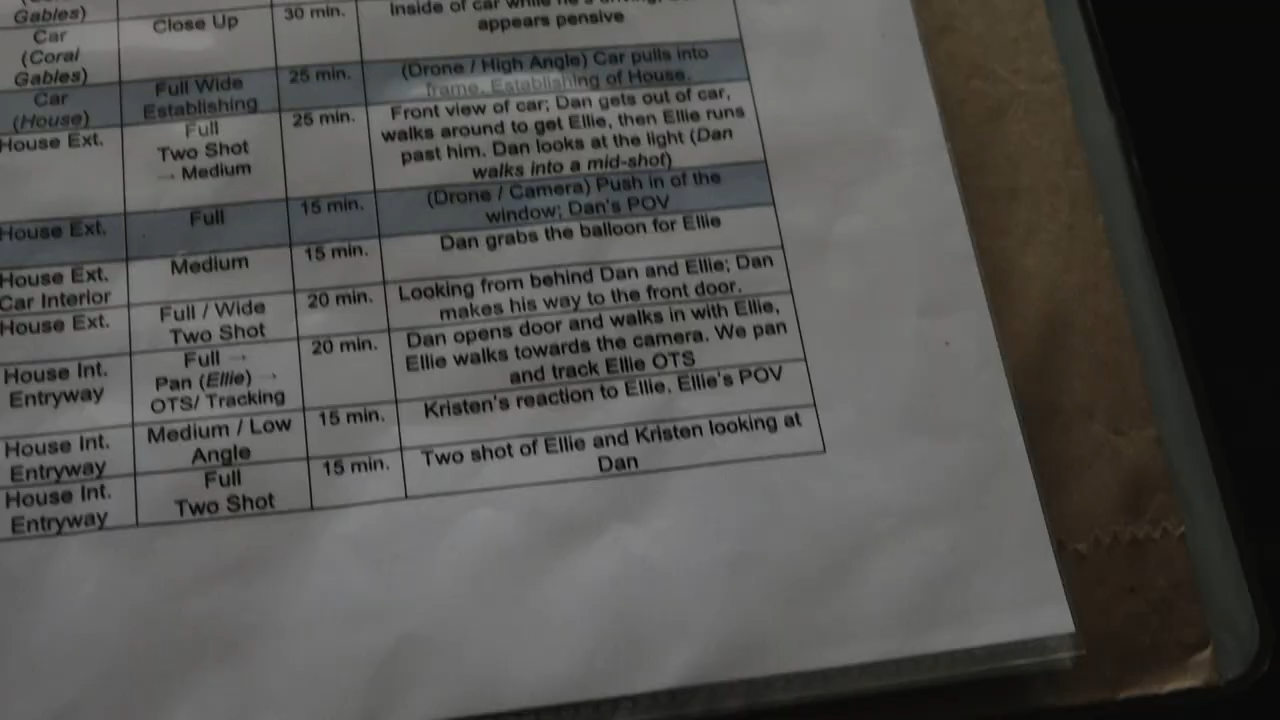 Gables)
Close Up
30 min.
Inside of car while
appears pensive
Car
(Coral
Gables)
Car
(House)
Full Wide
Establishing
25 min.
(Drone / High Angle) Car pulls into
frame. Establishing of House.
House Ext.
Full
Two Shot
→ Medium
25 min.
Front view of car; Dan gets out of car,
walks around to get Ellie, then Ellie runs
past him. Dan looks at the light (Dan
walks into a mid-shot)
House Ext.
Full
15 min.
(Drone / Camera) Push in of the
window; Dan's POV
House Ext.
Car Interior
Medium
15 min.
Dan grabs the balloon for Ellie
House Ext.
Full / Wide
Two Shot
20 min.
Looking from behind Dan and Ellie; Dan
makes his way to the front door.
House Int.
Entryway
Full →
Pan (Ellie) →
OTS/ Tracking
20 min.
Dan opens door and walks in with Ellie,
Ellie walks towards the camera. We pan
and track Ellie OTS
House Int.
Entryway
Medium / Low
Angle
15 min.
Kristen's reaction to Ellie, Ellie's POV
House Int.
Entryway
Full
Two Shot
15 min.
Two shot of Ellie and Kristen looking at
Dan